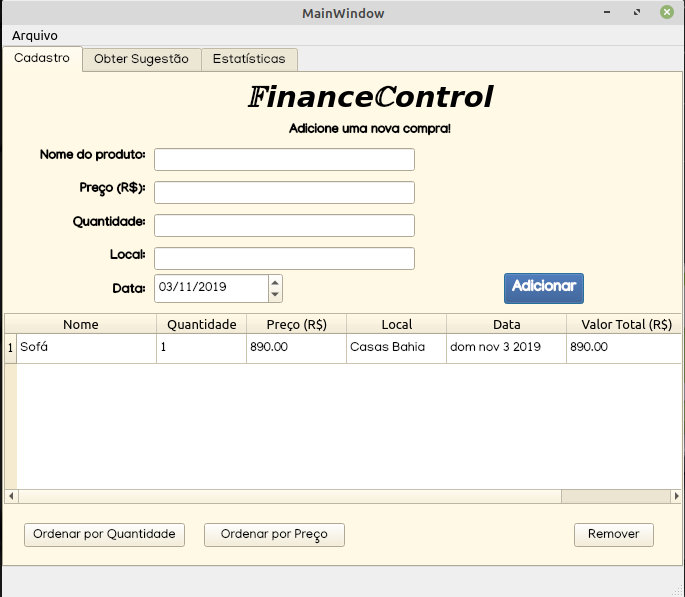 MainWindow
Arquivo
Cadastro Obter Sugestão Estatísticas
𝔽inanceℂontrol
Adicione uma nova compra!
Nome do produto:
Preço (R$):
Quantidade:
Local:
Data: 03/11/2019 Adicionar
Nome Quantidade Preço (R$) Local Data Valor Total (R$)
1 Sofá 1 890.00 Casas Bahia dom nov 3 2019 890.00
Ordenar por Quantidade Ordenar por Preço Remover